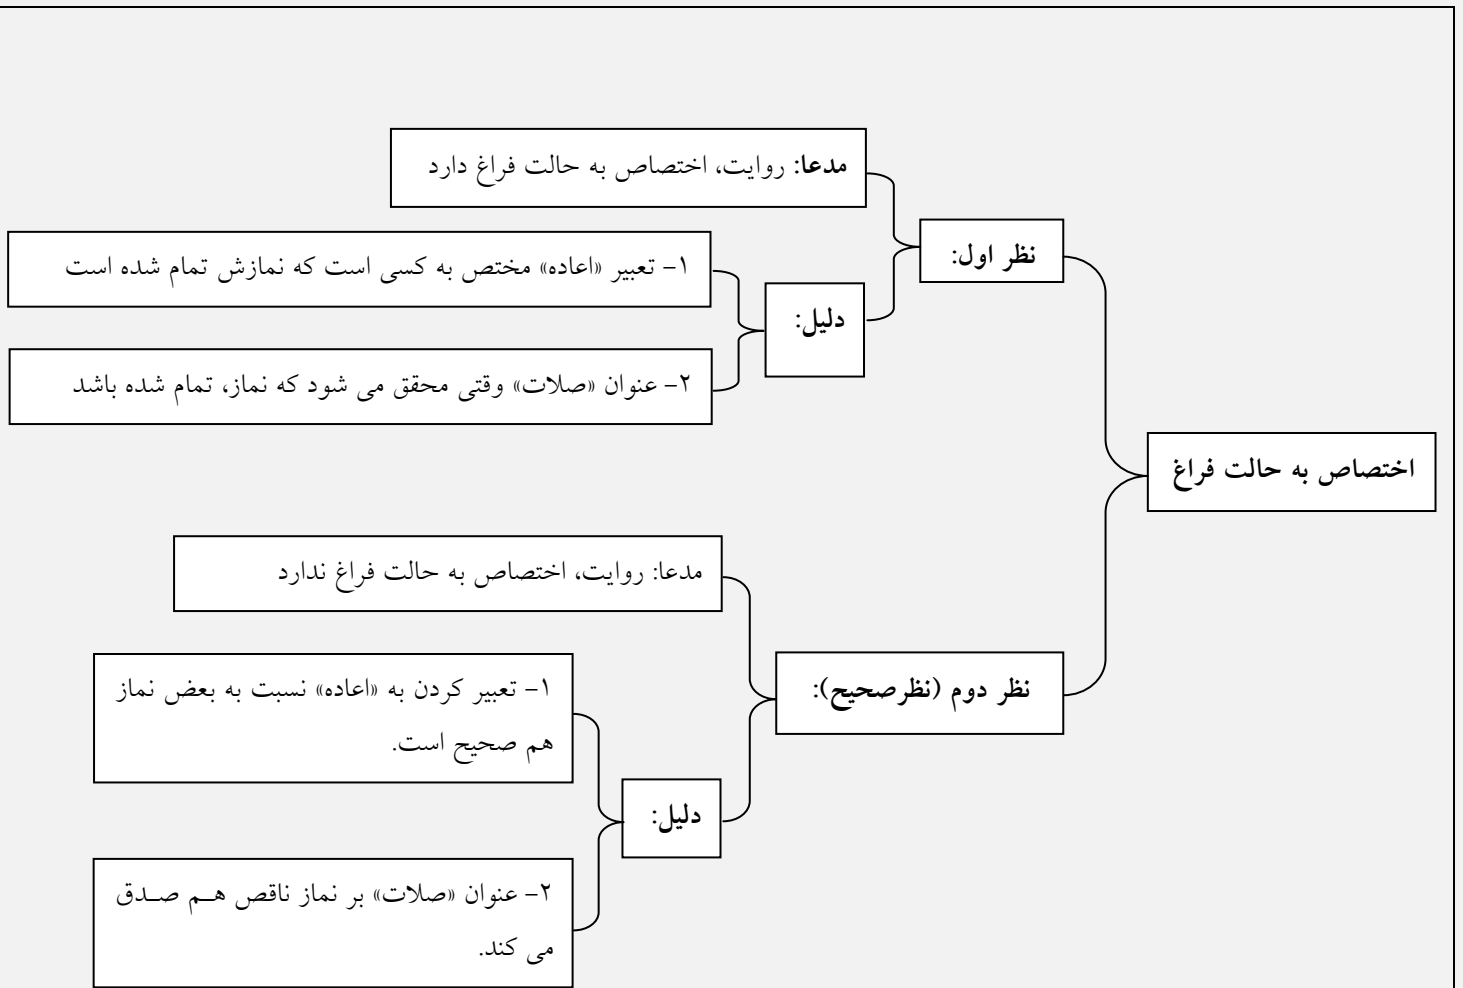 اختصاص به حالت فراغ
نظر اول:
مدعا: روایت، اختصاص به حالت فراغ دارد
دلیل:
۱- تعبیر «اعاده» مختص به کسی است که نمازش تمام شده است
۲- عنوان «صلات» وقتی محقق می شود که نماز، تمام شده باشد
نظر دوم (نظرصحیح):
مدعا: روایت، اختصاص به حالت فراغ ندارد
دلیل:
۱- تعبیر کردن به «اعاده» نسبت به بعض نماز
هم صحیح است.
۲- عنوان «صلات» بر نماز ناقص هـم صـدق
می کند.